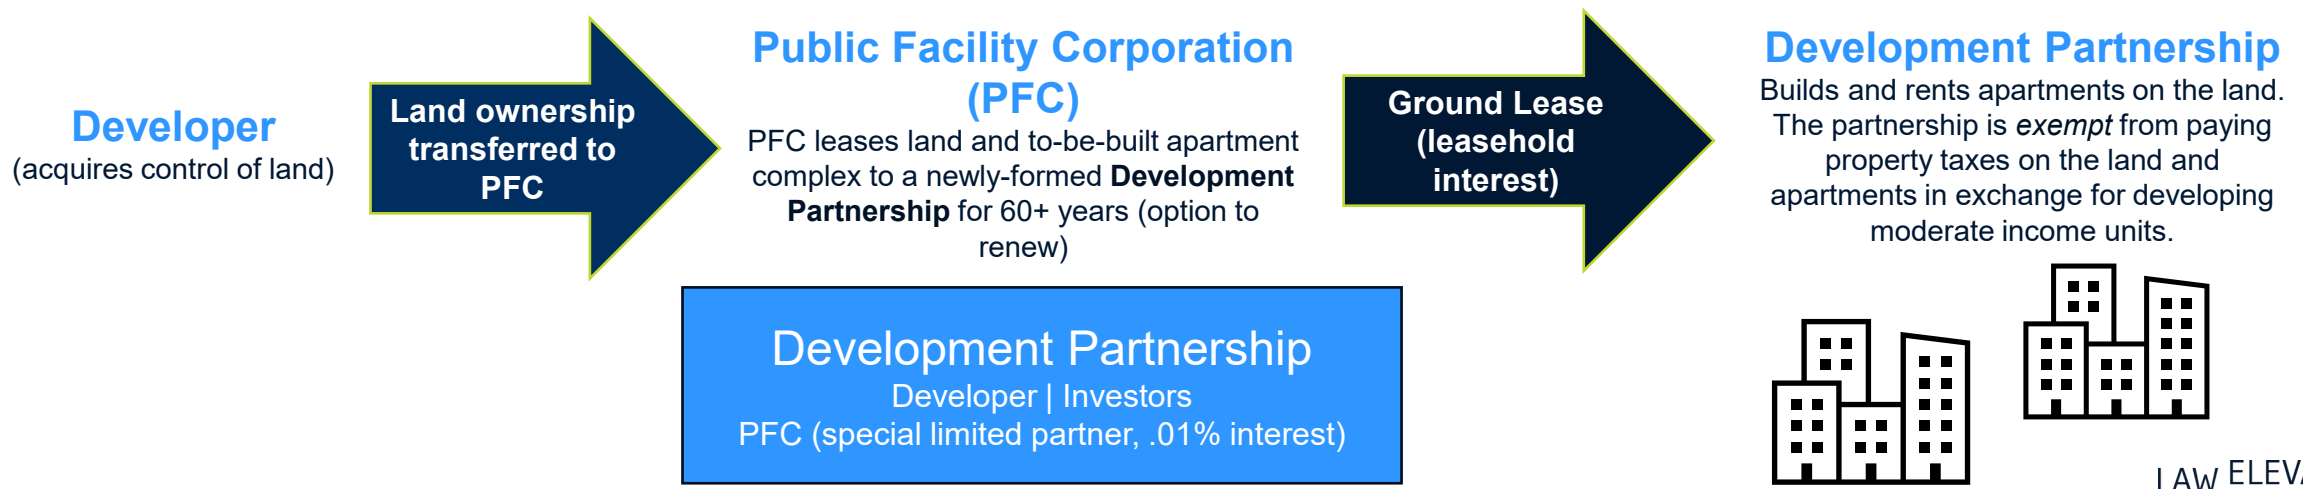 Developer
(acquires control of land)
Land ownership
transferred to
PFC
Public Facility Corporation
(PFC)
PFC leases land and to-be-built apartment
complex to a newly-formed Development
Partnership for 60+ years (option to
renew)
Development Partnership
Developer | Investors
PFC (special limited partner, .01% interest)
Ground Lease
(leasehold
interest)
Development Partnership
Builds and rents apartments on the land.
The partnership is exempt from paying
property taxes on the land and
apartments in exchange for developing
moderate income units.
LAW